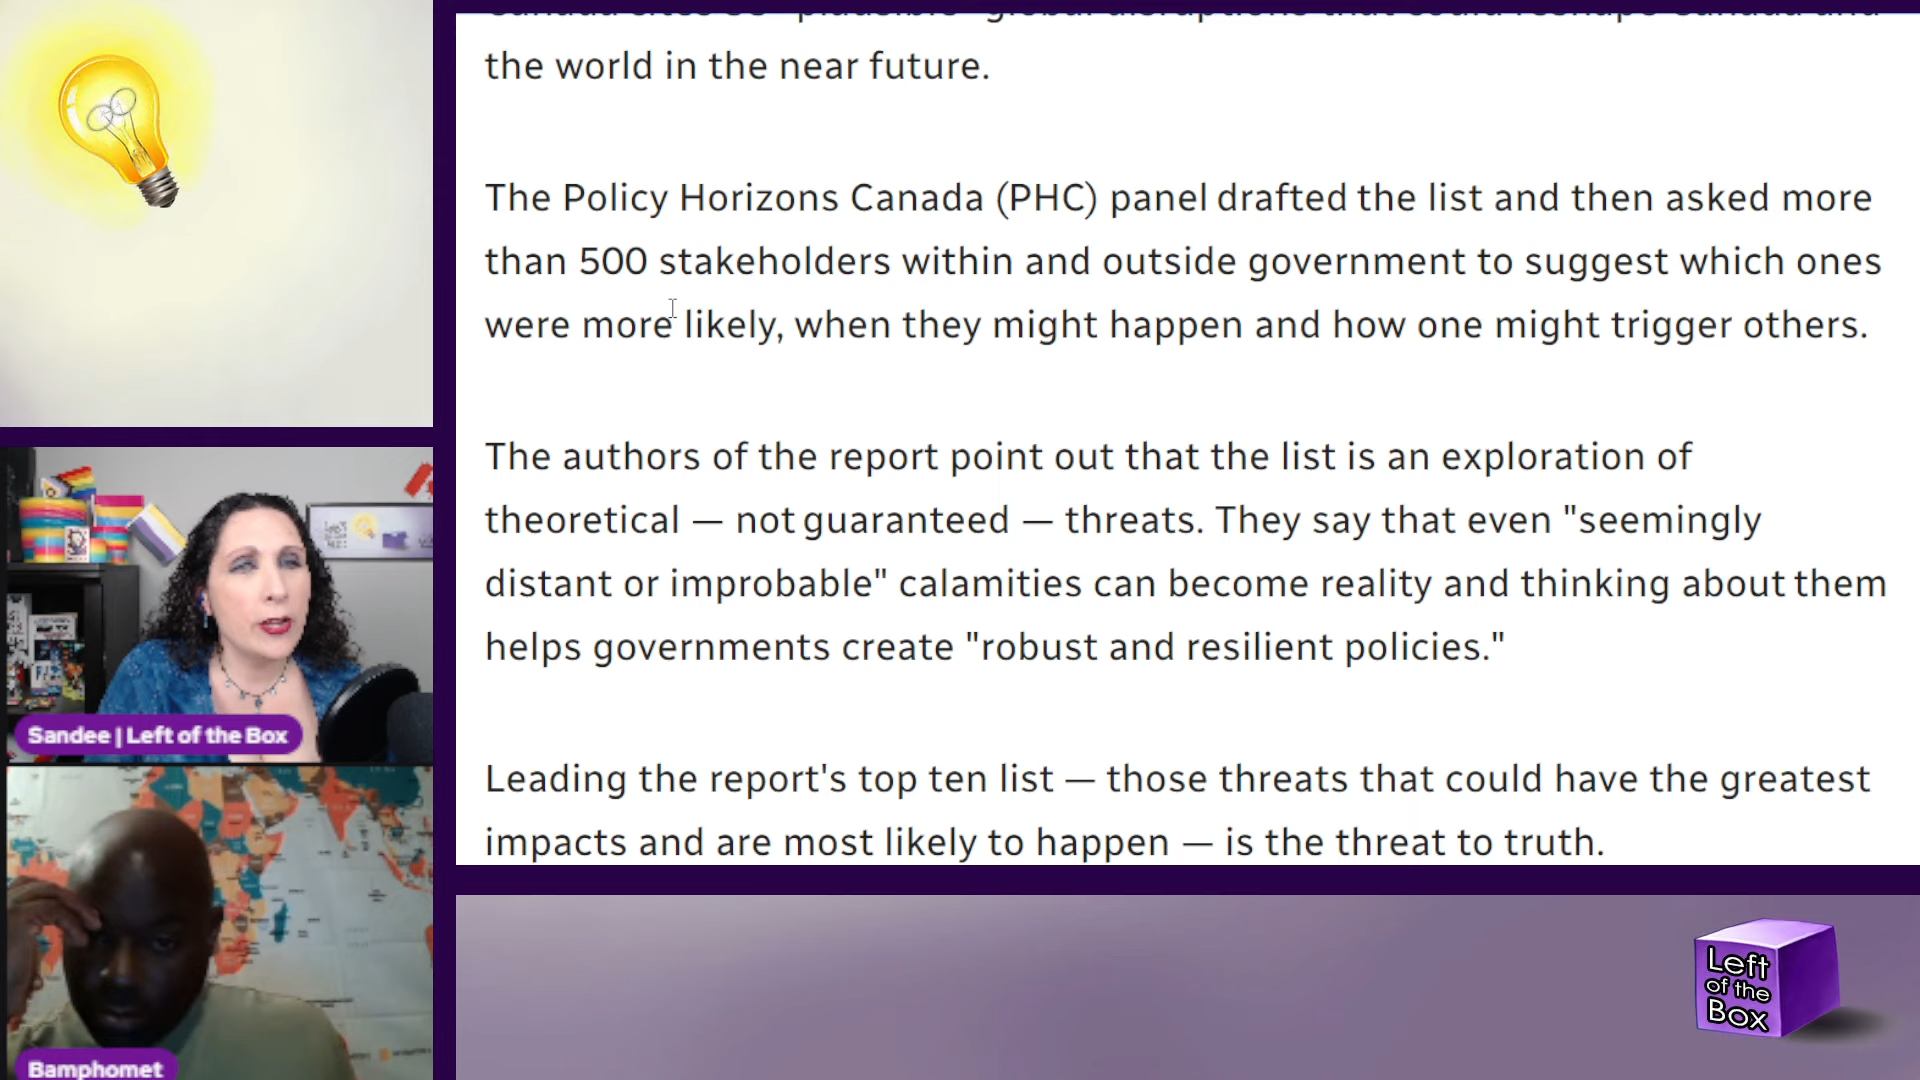 the world in the near future.
The Policy Horizons Canada (PHC) panel drafted the list and then asked more
than 500 stakeholders within and outside government to suggest which ones
were more likely, when they might happen and how one might trigger others.
The authors of the report point out that the list is an exploration of
theoretical — not guaranteed — threats. They say that even "seemingly
distant or improbable" calamities can become reality and thinking about them
helps governments create "robust and resilient policies."
Leading the report's top ten list — those threats that could have the greatest
impacts and are most likely to happen — is the threat to truth.
Sandee | Left of the Box
Bamphomet
Left
of the
Box